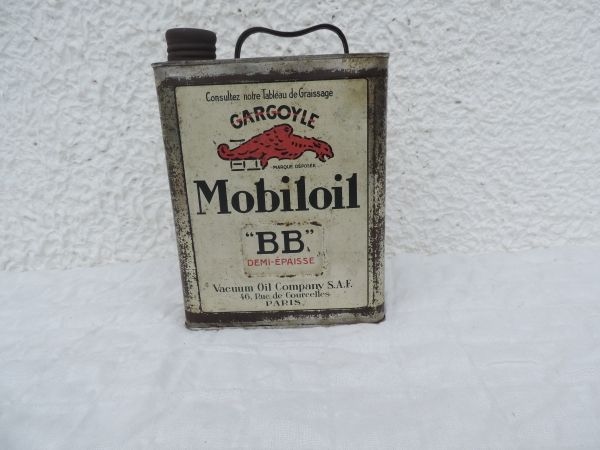 Consultez notre Tableau de Graissage
GARGOYLE
MARQUE DÉPOSÉE
Mobiloil
"BB"
DEMI-ÉPAISSE
Vacuum Oil Company S.A.F.
46, Rue de Courcelles
PARIS